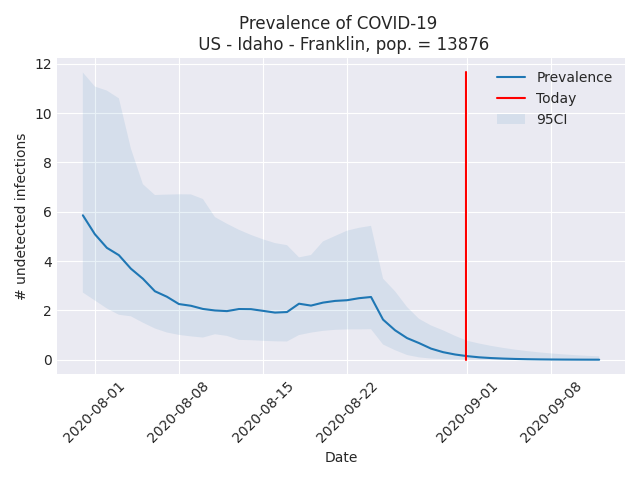 Prevalence of COVID-19
US - Idaho - Franklin, pop. = 13876
12
10
8
6
4
2
0
# undetected infections
Prevalence
Today
95CI
2020-08-01
2020-08-08
2020-08-15
2020-08-22
2020-09-01
2020-09-08
Date